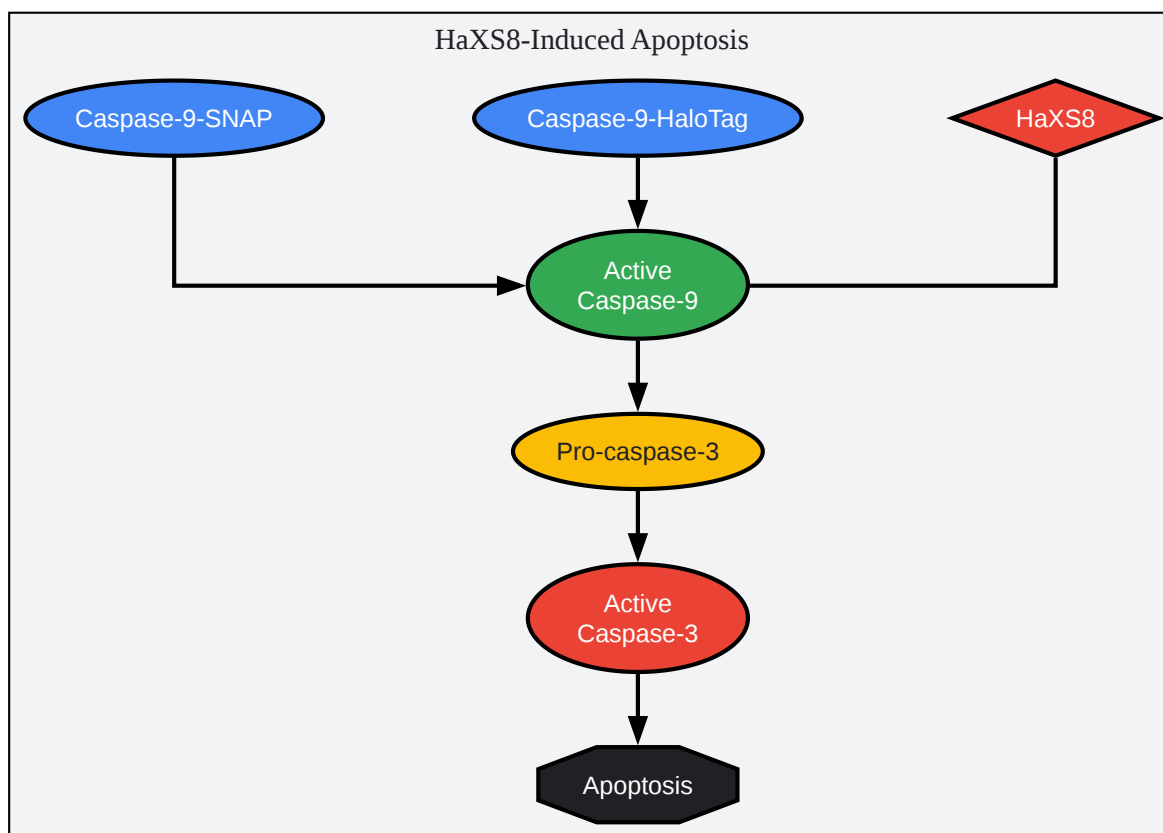 HaXS8-Induced Apoptosis
Caspase-9-SNAP
Caspase-9-HaloTag
HaXS8
Active
Caspase-9
Pro-caspase-3
Active
Caspase-3
Apoptosis